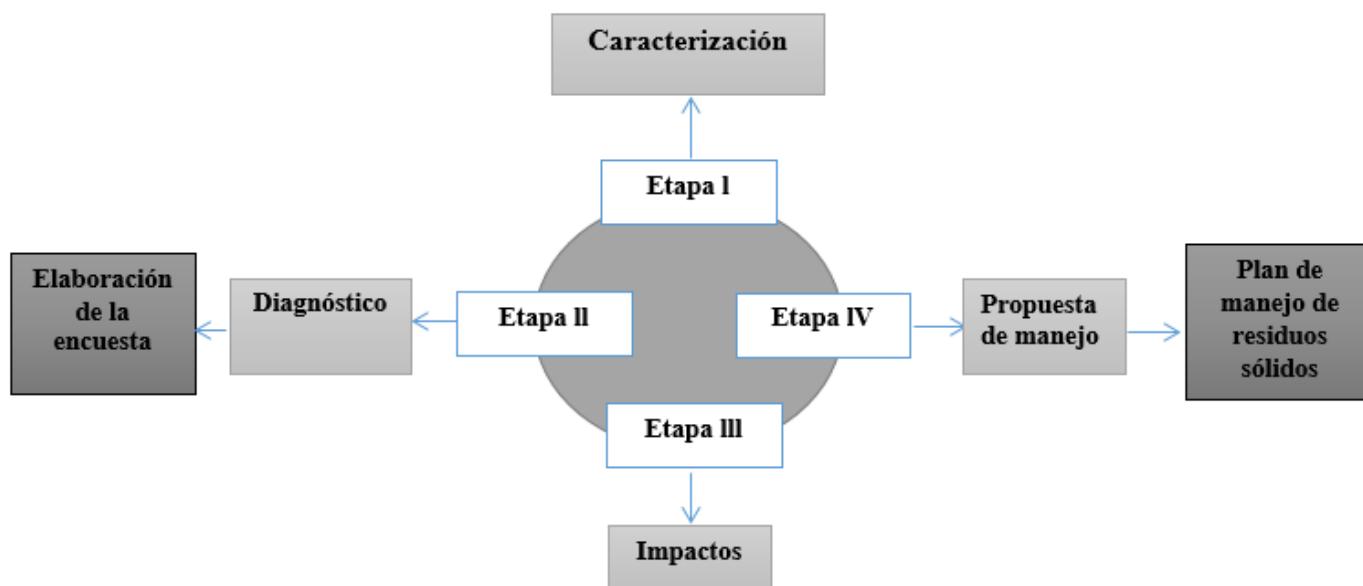 Caracterización
Etapa l
Elaboración
de la
encuesta
Diagnóstico
Etapa ll
Etapa lV
Propuesta
de manejo
Plan de
manejo de
residuos
sólidos
Etapa lll
Impactos